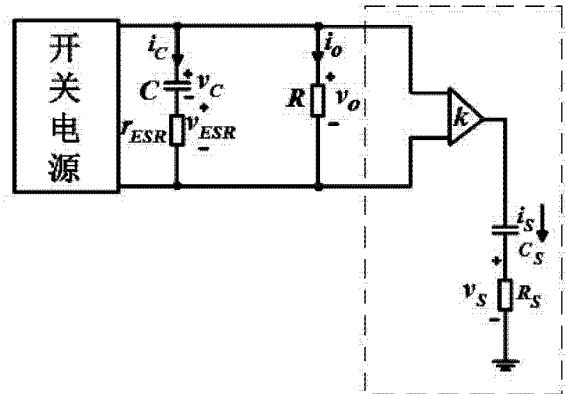 开关电源
i_C
C
v_C
r_ESR
v_ESR
+
-
+
-
i_o
R
v_o
+
-
k
i_S
C_S
+
v_S
R_S
-